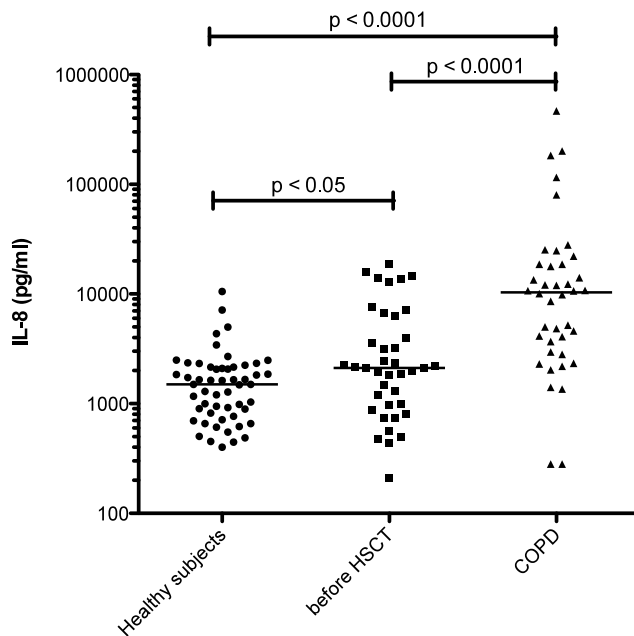 p < 0.0001
p < 0.0001
p < 0.05
IL-8 (pg/ml)
1000000
100000
10000
1000
100
Healthy subjects
before HSCT
COPD